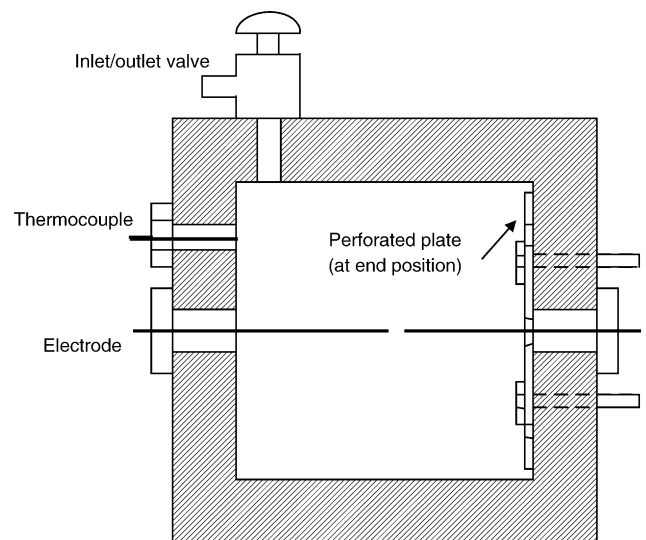 Inlet/outlet valve
Thermocouple
Perforated plate
(at end position)
Electrode